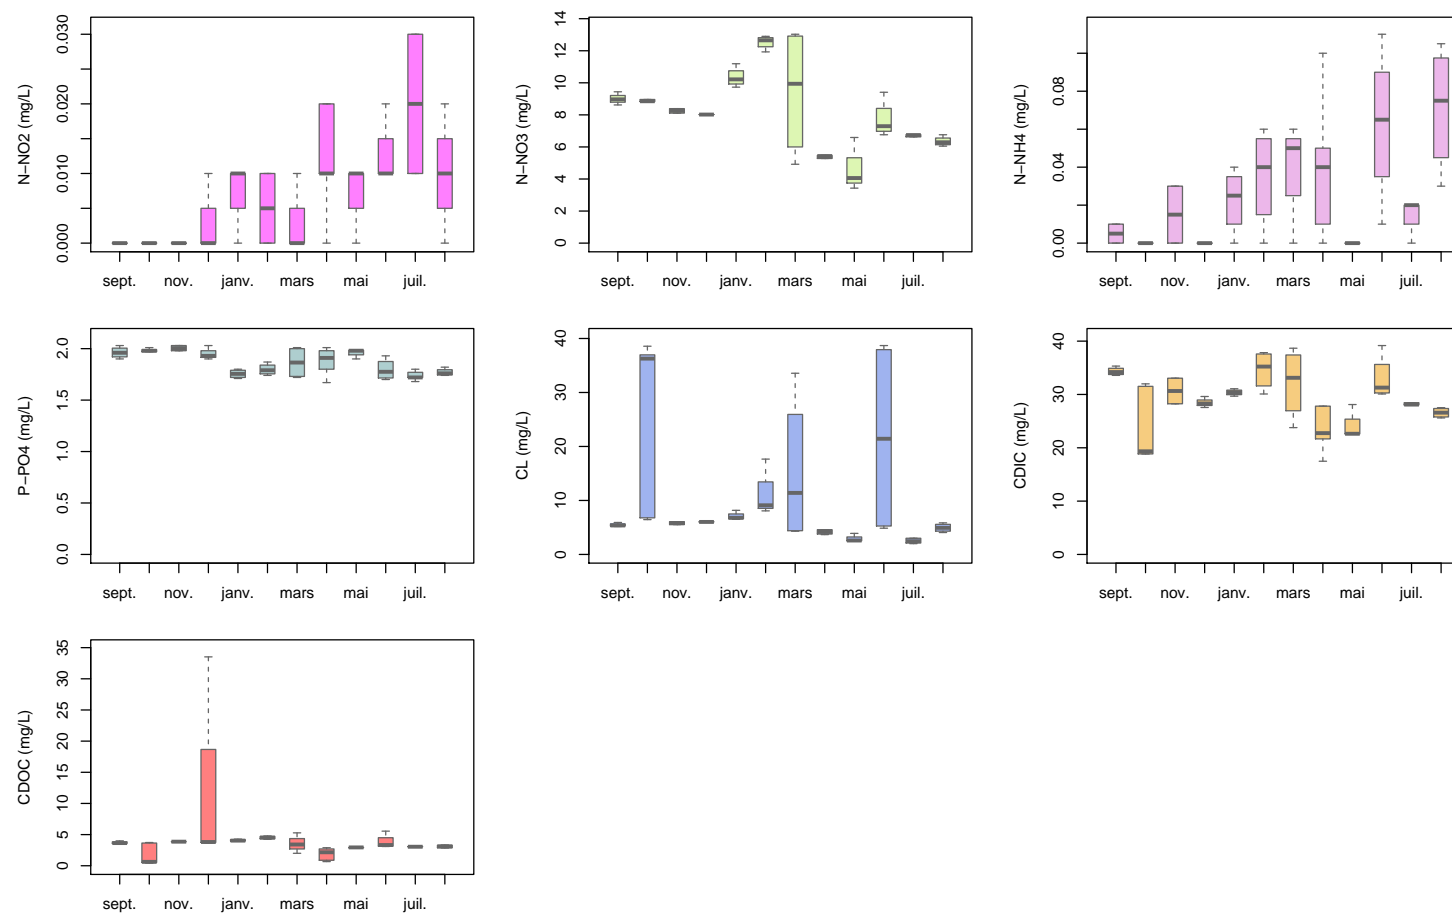 N−NO2 (mg/L)
0.000
0.010
0.020
0.030
sept. nov. janv. mars mai juil.
N−NO3 (mg/L)
0
2
4
6
8
10
12
14
sept. nov. janv. mars mai juil.
N−NH4 (mg/L)
0.00
0.04
0.08
sept. nov. janv. mars mai juil.
P−PO4 (mg/L)
0.0
0.5
1.0
1.5
2.0
sept. nov. janv. mars mai juil.
CL (mg/L)
0
10
20
30
40
sept. nov. janv. mars mai juil.
CDIC (mg/L)
0
10
20
30
40
sept. nov. janv. mars mai juil.
CDOC (mg/L)
0
5
10
15
20
25
30
35
sept. nov. janv. mars mai juil.